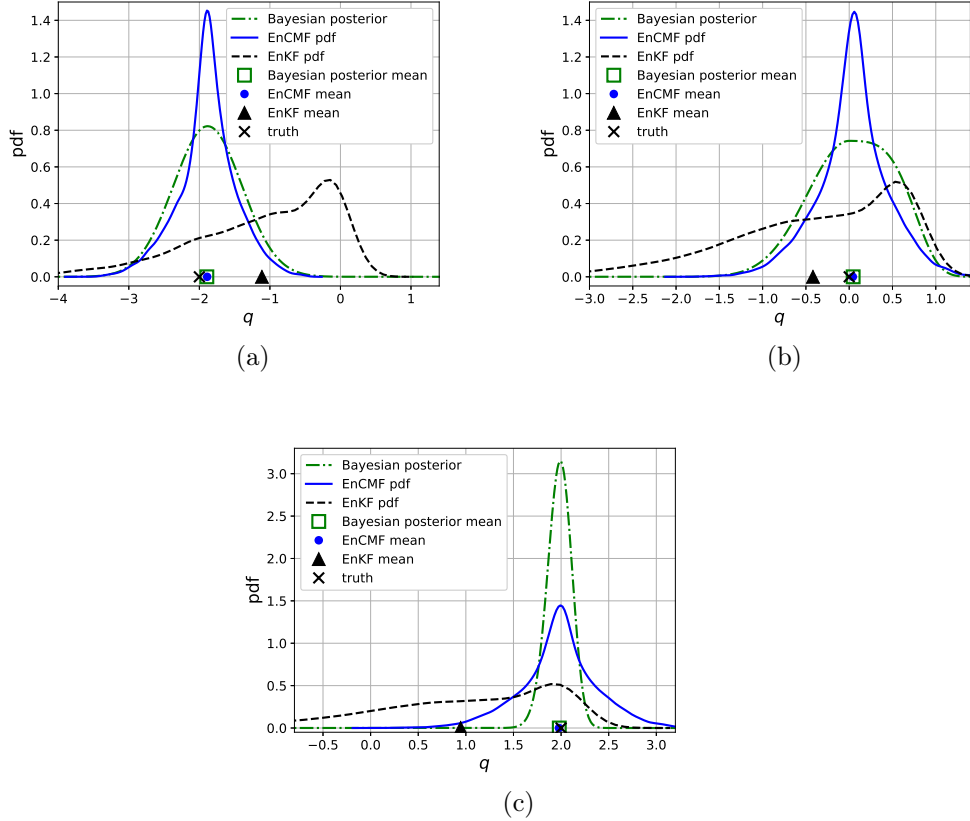 Bayesian posterior
EnCMF pdf
EnKF pdf
Bayesian posterior mean
EnCMF mean
EnKF mean
truth
pdf
1.4
1.2
1.0
0.8
0.6
0.4
0.2
0.0
−4 −3 −2 −1 0 1
q
(a)
Bayesian posterior
EnCMF pdf
EnKF pdf
Bayesian posterior mean
EnCMF mean
EnKF mean
truth
pdf
1.4
1.2
1.0
0.8
0.6
0.4
0.2
0.0
−3.0 −2.5 −2.0 −1.5 −1.0 −0.5 0.0 0.5 1.0
q
(b)
Bayesian posterior
EnCMF pdf
EnKF pdf
Bayesian posterior mean
EnCMF mean
EnKF mean
truth
pdf
3.0
2.5
2.0
1.5
1.0
0.5
0.0
−0.5 0.0 0.5 1.0 1.5 2.0 2.5 3.0
q
(c)